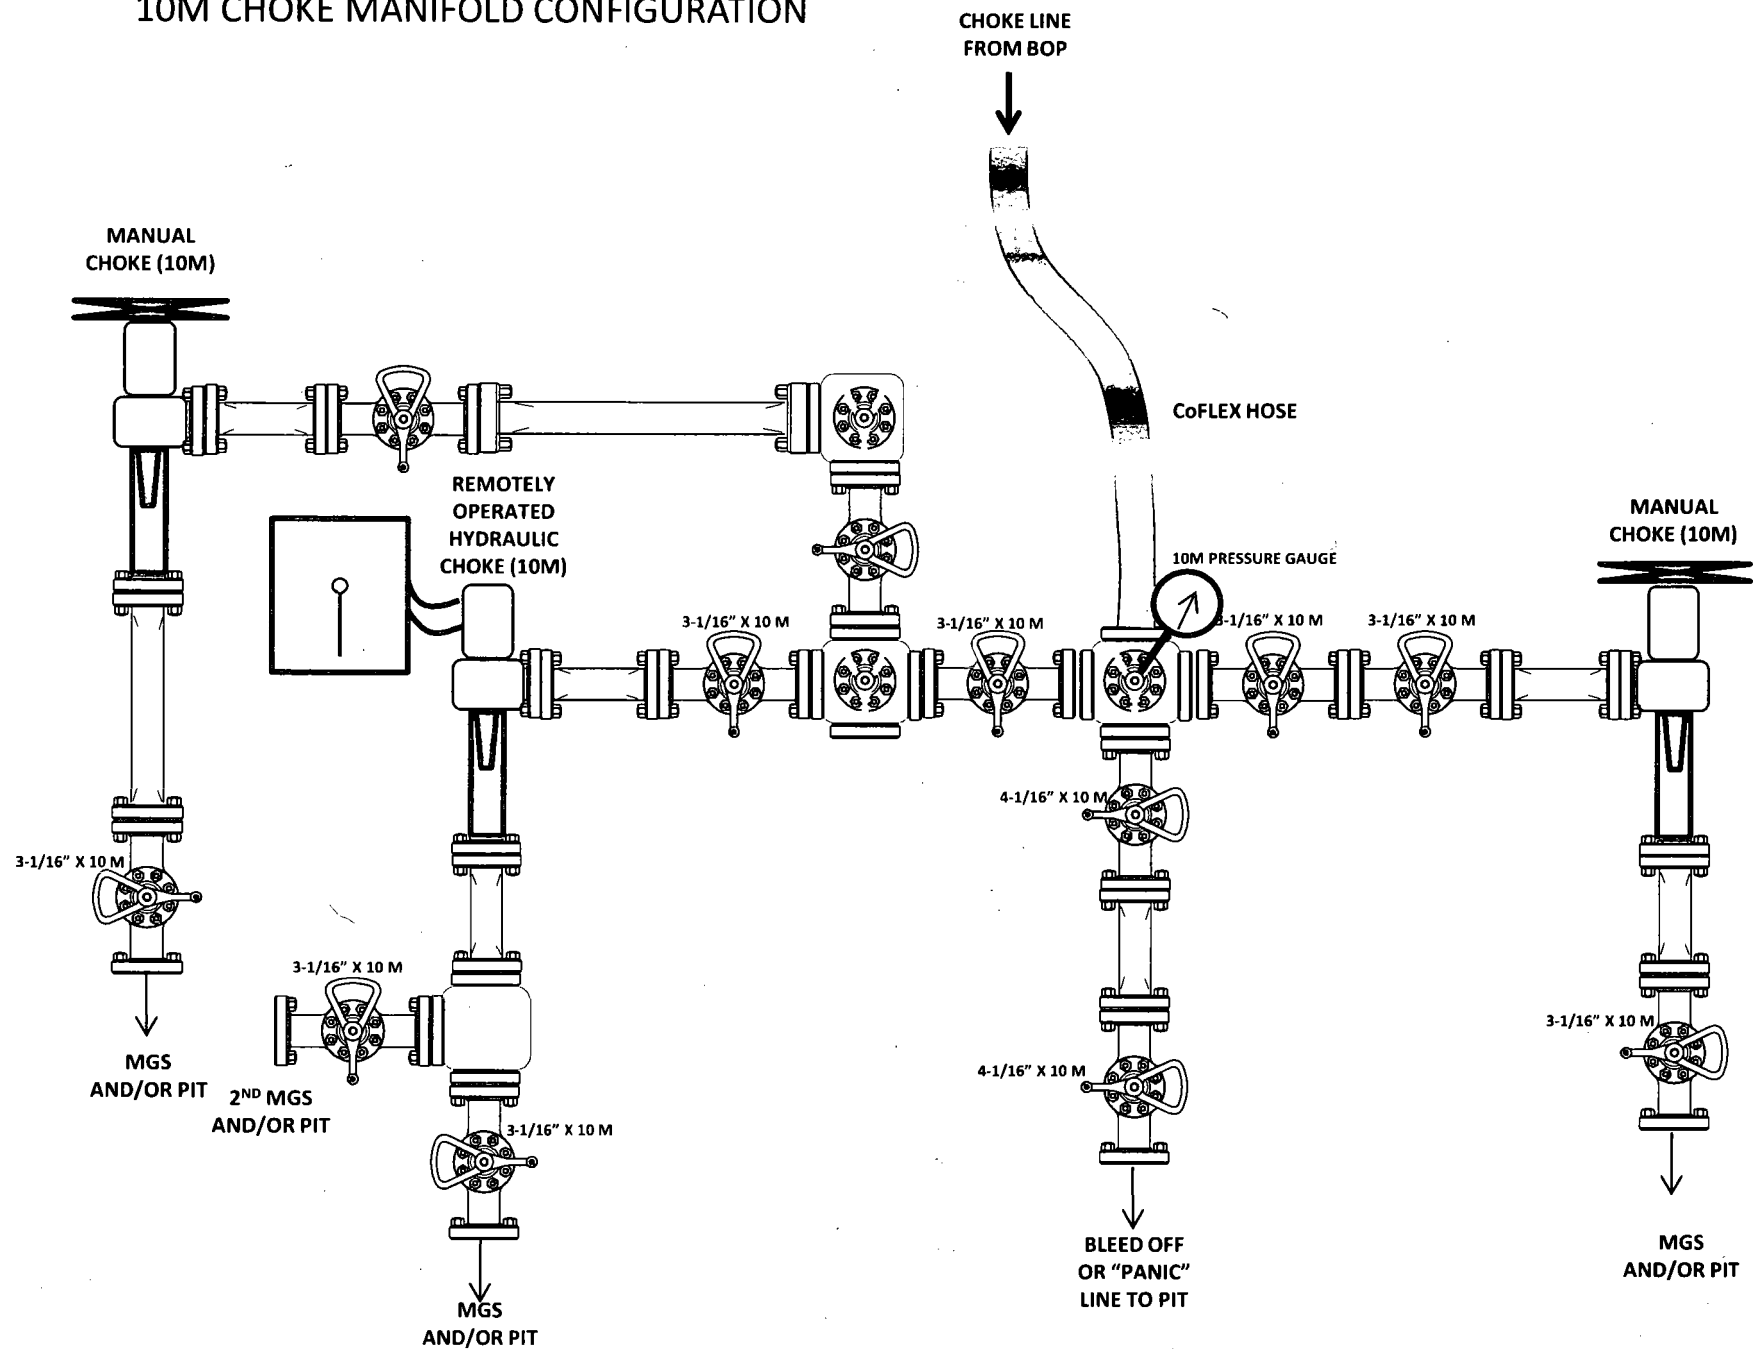 10M CHOKE MANIFOLD CONFIGURATION
CHOKE LINE
FROM BOP
MANUAL
CHOKE (10M)
CoFLEX HOSE
REMOTELY
OPERATED
HYDRAULIC
CHOKE (10M)
MANUAL
CHOKE (10M)
10M PRESSURE GAUGE
3-1/16” X 10 M
3-1/16” X 10 M
3-1/16” X 10 M
3-1/16” X 10 M
4-1/16” X 10 M
3-1/16” X 10 M
3-1/16” X 10 M
3-1/16” X 10 M
4-1/16” X 10 M
MGS
AND/OR PIT
2ND MGS
AND/OR PIT
3-1/16” X 10 M
BLEED OFF
OR “PANIC”
LINE TO PIT
MGS
AND/OR PIT
MGS
AND/OR PIT